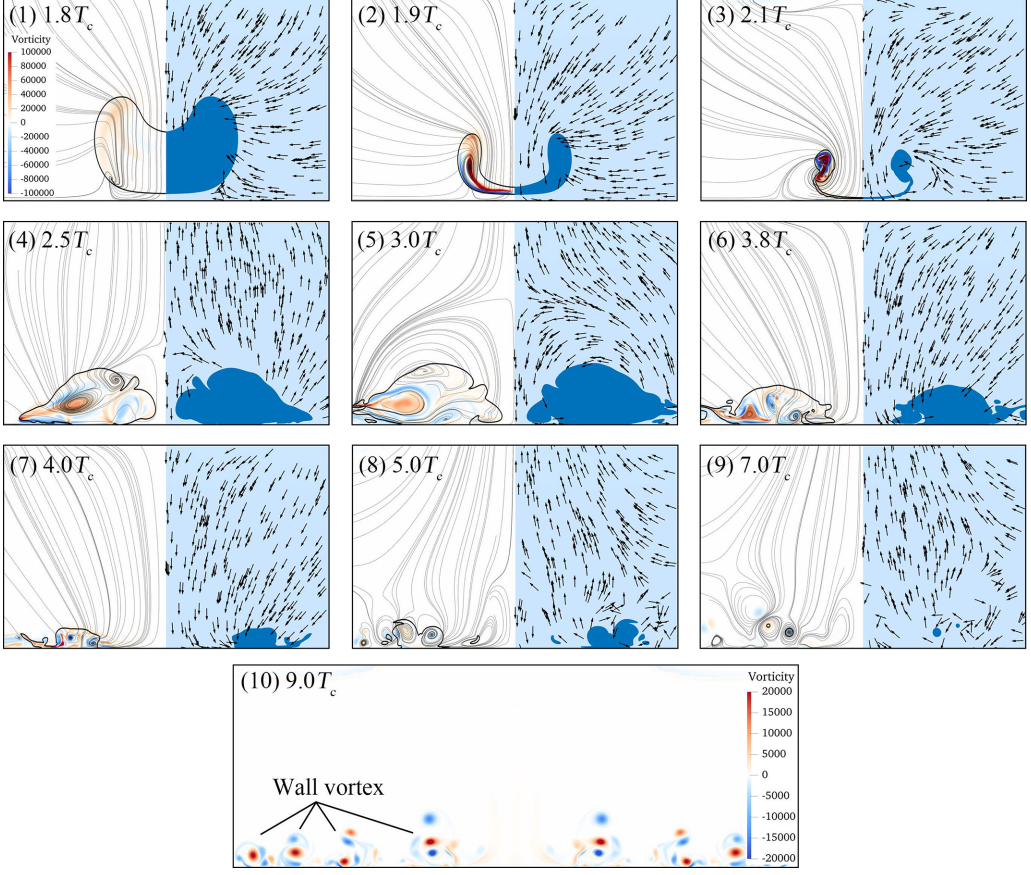 (1) 1.8Tc
Vorticity
100000
80000
60000
40000
20000
0
-20000
-40000
-60000
-80000
-100000
(2) 1.9Tc
(3) 2.1Tc
(4) 2.5Tc
(5) 3.0Tc
(6) 3.8Tc
(7) 4.0Tc
(8) 5.0Tc
(9) 7.0Tc
(10) 9.0Tc
Vorticity
20000
15000
10000
5000
0
-5000
-10000
-15000
-20000
Wall vortex